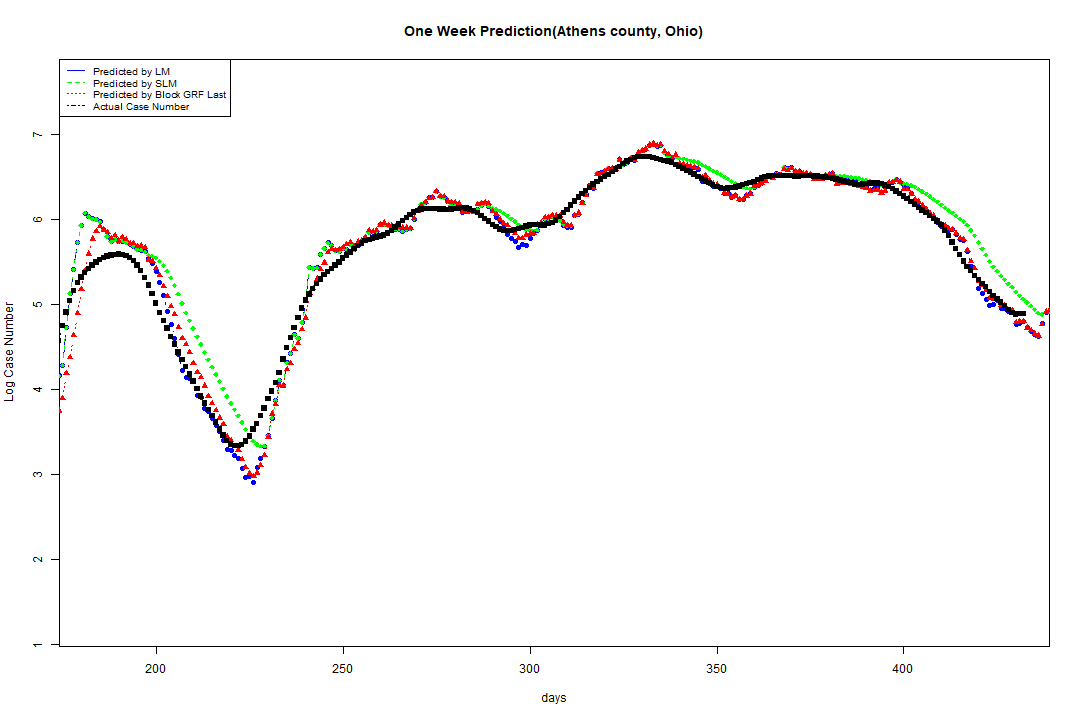 One Week Prediction(Athens county, Ohio)
Predicted by LM
Predicted by SLM
Predicted by Block GRF Last
Actual Case Number
7
6
5
4
3
2
1
Log Case Number
200 250 300 350 400
days